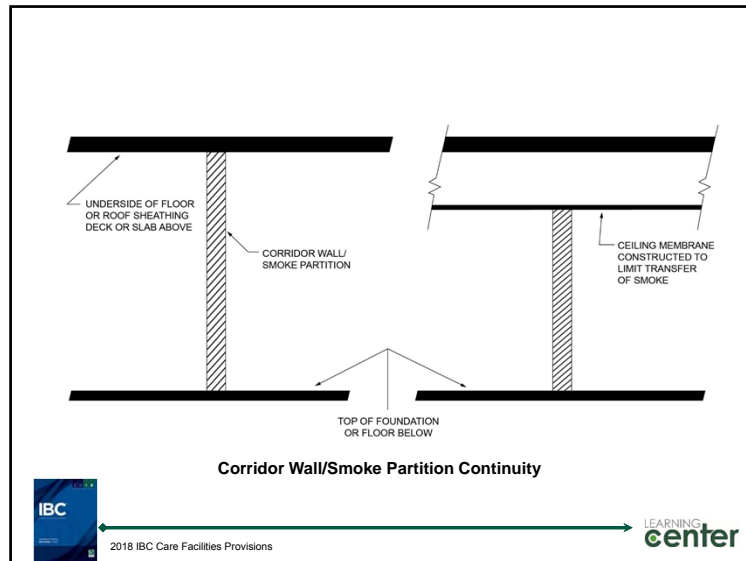 UNDERSIDE OF FLOOR
OR ROOF SHEATHING
DECK OR SLAB ABOVE
CORRIDOR WALL/
SMOKE PARTITION
CEILING MEMBRANE
CONSTRUCTED TO
LIMIT TRANSFER
OF SMOKE
TOP OF FOUNDATION
OR FLOOR BELOW
Corridor Wall/Smoke Partition Continuity
IBC
2018 IBC Care Facilities Provisions
LEARNING
center